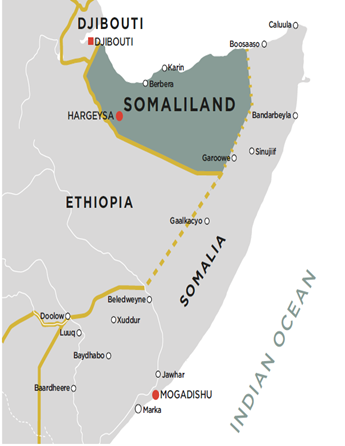 DJIBOUTI
DJIBOUTI
Caluula
Boosaaso
Karin
Berbera
SOMALILAND
HARGEYSA
Bandarbeyla
Sinujiif
Garoowe
ETHIOPIA
Gaalkacyo
SOMALIA
INDIAN OCEAN
Beledweyne
Doolow
Xuddur
Luuq
Baydhabo
Jawhar
Baardheere
MOGADISHU
Marka